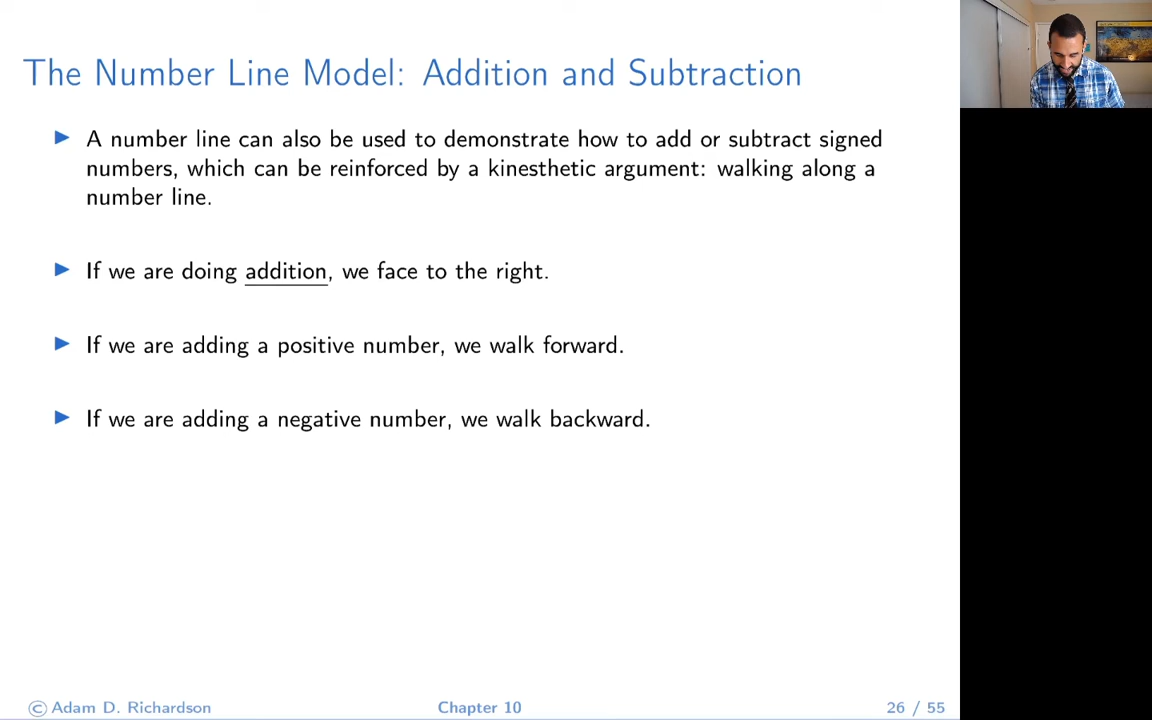 The Number Line Model: Addition and Subtraction
▶ A number line can also be used to demonstrate how to add or subtract signed
numbers, which can be reinforced by a kinesthetic argument: walking along a
number line.
▶ If we are doing addition, we face to the right.
▶ If we are adding a positive number, we walk forward.
▶ If we are adding a negative number, we walk backward.
© Adam D. Richardson Chapter 10 26 / 55